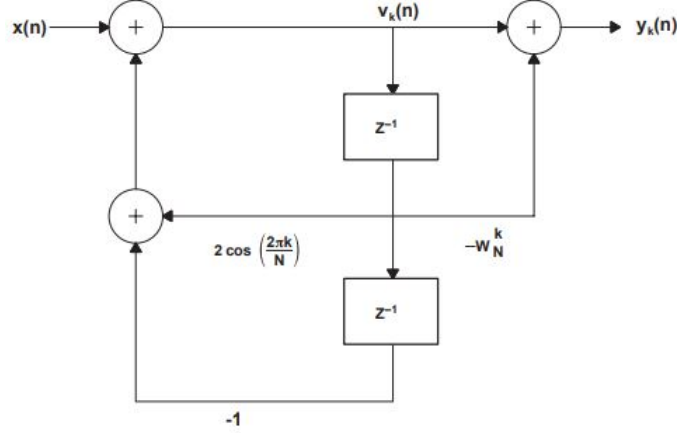 x(n)
+
vₖ(n)
+
yₖ(n)
Z⁻¹
+
2 cos (2πk/N)
–W_N^k
Z⁻¹
-1